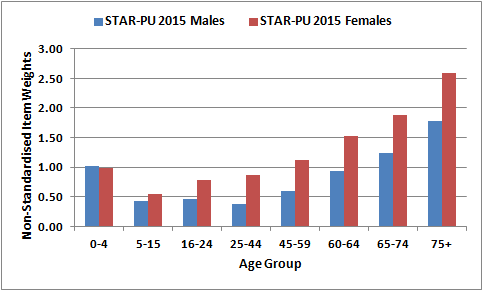 STAR-PU 2015 Males STAR-PU 2015 Females
3.00
2.50
2.00
1.50
1.00
0.50
0.00
Non-Standardised Item Weights
0-4 5-15 16-24 25-44 45-59 60-64 65-74 75+
Age Group